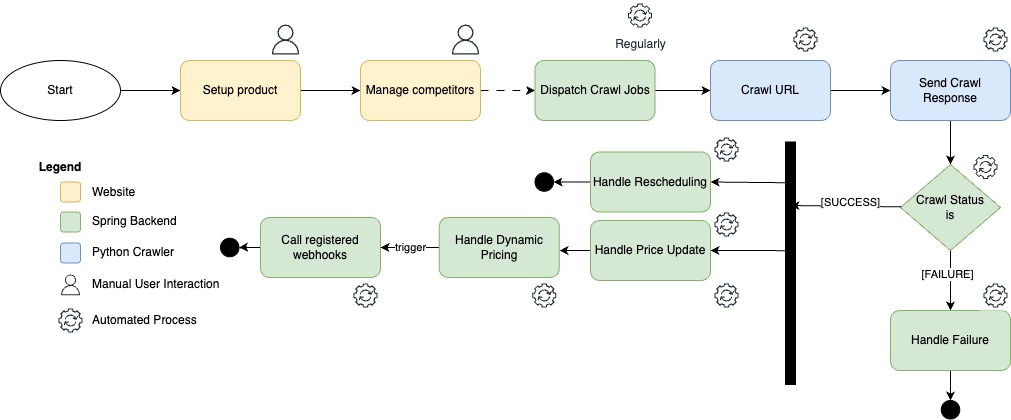 Regularly
Start
Setup product
Manage competitors
Dispatch Crawl Jobs
Crawl URL
Send Crawl
Response
Legend
Website
Spring Backend
Python Crawler
Manual User Interaction
Automated Process
Handle Rescheduling
[SUCCESS]
Crawl Status
is
Call registered
webhooks
trigger
Handle Dynamic
Pricing
Handle Price Update
[FAILURE]
Handle Failure